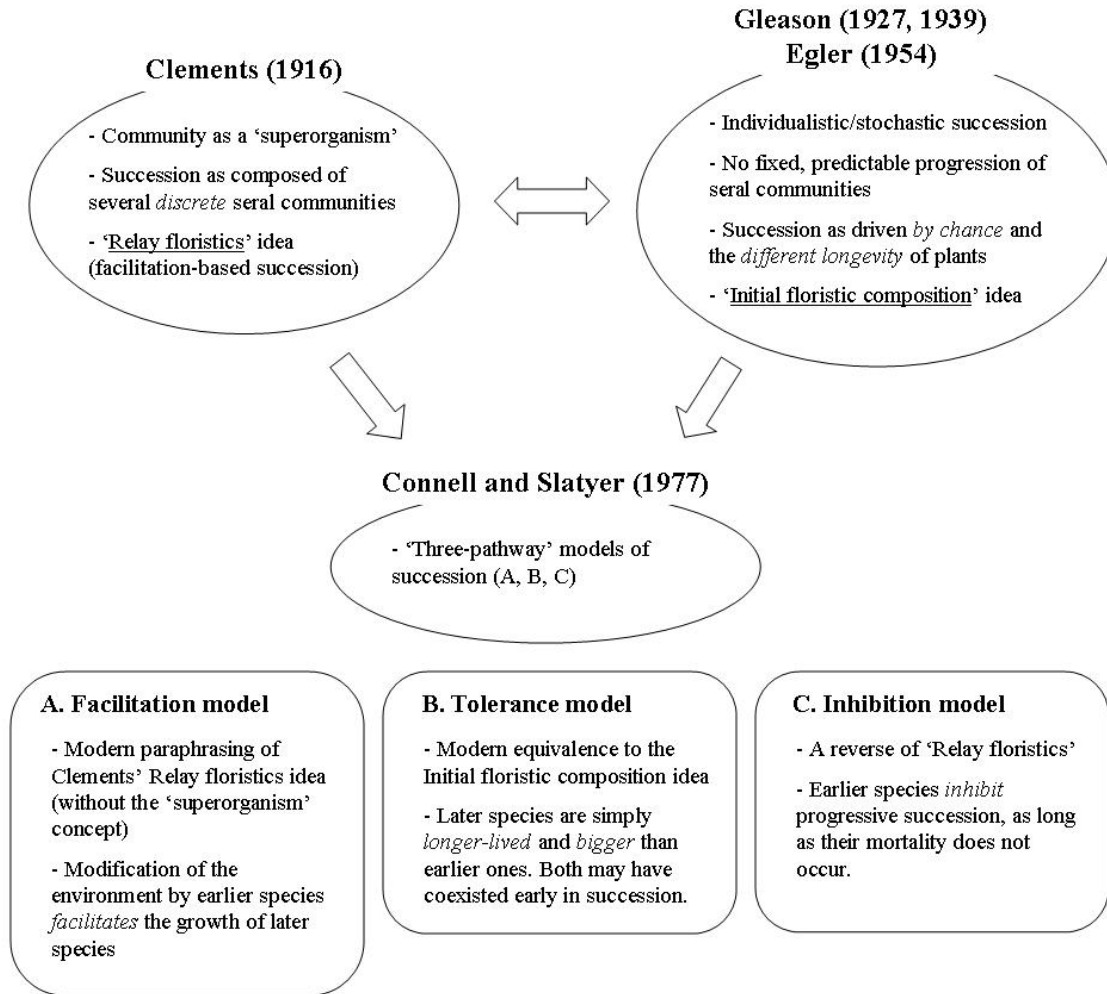 Clements (1916)
- Community as a ‘superorganism’
- Succession as composed of
several discrete seral communities
- ‘Relay floristics’ idea
(facilitation-based succession)
Gleason (1927, 1939)
Egler (1954)
- Individualistic/stochastic succession
- No fixed, predictable progression of
seral communities
- Succession as driven by chance and
the different longevity of plants
- ‘Initial floristic composition’ idea
Connell and Slatyer (1977)
- ‘Three-pathway’ models of
succession (A, B, C)
A. Facilitation model
- Modern paraphrasing of
Clements’ Relay floristics idea
(without the ‘superorganism’
concept)
- Modification of the
environment by earlier species
facilitates the growth of later
species
B. Tolerance model
- Modern equivalence to the
Initial floristic composition idea
- Later species are simply
longer-lived and bigger than
earlier ones. Both may have
coexisted early in succession.
C. Inhibition model
- A reverse of ‘Relay floristics’
- Earlier species inhibit
progressive succession, as long
as their mortality does not
occur.